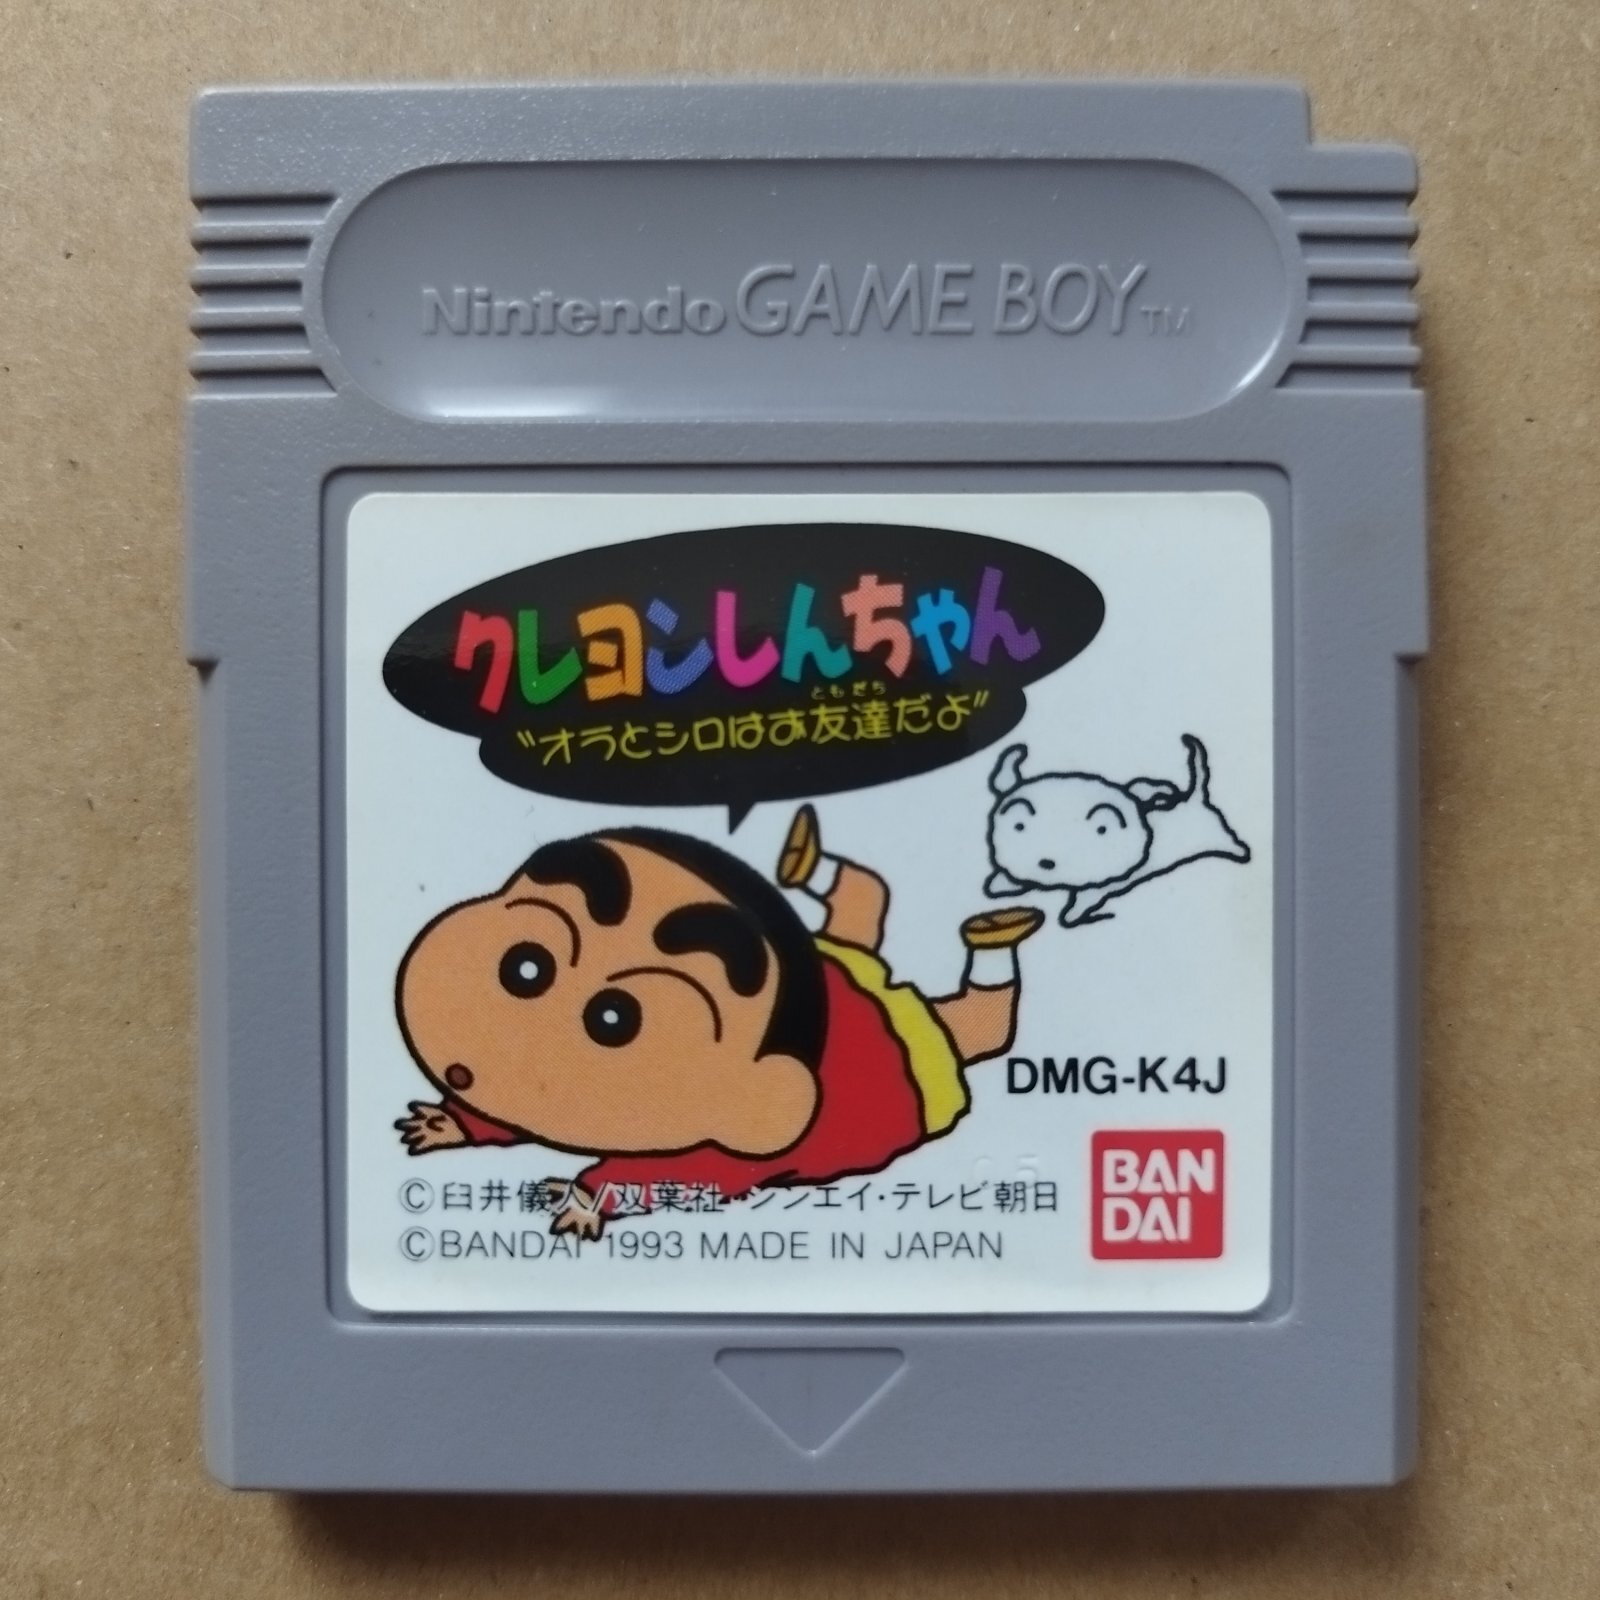 Nintendo GAME BOY™
クレヨンしんちゃん
ともだち
〝オラとシロはお友達だよ〟
DMG-K4J
BAN
DAI
Ⓒ臼井儀人/双葉社・シンエイ・テレビ朝日
ⒸBANDAI 1993 MADE IN JAPAN